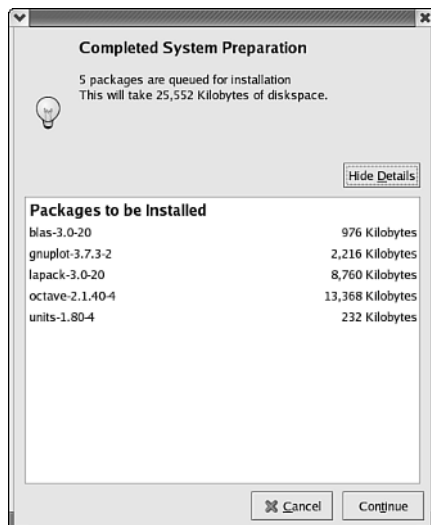 Completed System Preparation
5 packages are queued for installation
This will take 25,552 Kilobytes of diskspace.
Hide Details
Packages to be Installed
blas-3.0-20 976 Kilobytes
gnuplot-3.7.3-2 2,216 Kilobytes
lapack-3.0-20 8,760 Kilobytes
octave-2.1.40-4 13,368 Kilobytes
units-1.80-4 232 Kilobytes
Cancel Continue